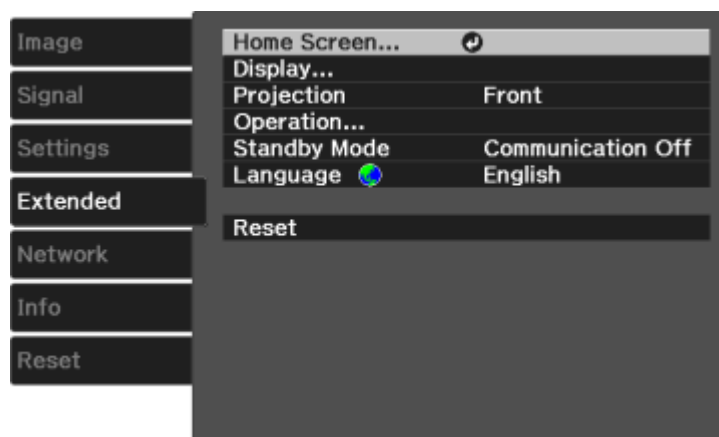 Image
Signal
Settings
Extended
Network
Info
Reset
Home Screen...
Display...
Projection Front
Operation...
Standby Mode Communication Off
Language English
Reset